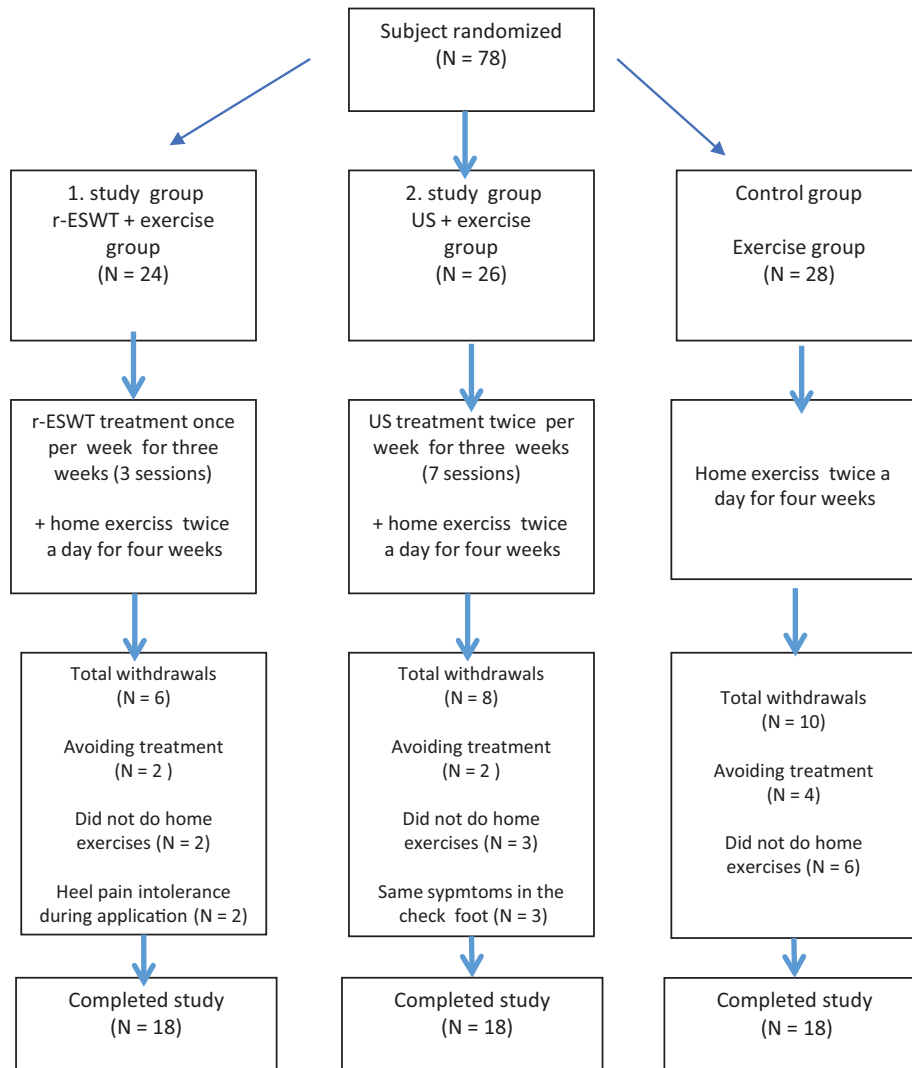 Subject randomized
(N = 78)
1. study group
r-ESWT + exercise
group
(N = 24)
2. study group
US + exercise
group
(N = 26)
Control group
Exercise group
(N = 28)
r-ESWT treatment once
per week for three
weeks (3 sessions)
+ home exerciss twice
a day for four weeks
US treatment twice per
week for three weeks
(7 sessions)
+ home exerciss twice
a day for four weeks
Home exerciss twice a
day for four weeks
Total withdrawals
(N = 6)
Avoiding treatment
(N = 2 )
Did not do home
exercises (N = 2)
Heel pain intolerance
during application (N = 2)
Total withdrawals
(N = 8)
Avoiding treatment
(N = 2 )
Did not do home
exercises (N = 3)
Same sypmtoms in the
check foot (N = 3)
Total withdrawals
(N = 10)
Avoiding treatment
(N = 4)
Did not do home
exercises (N = 6)
Completed study
(N = 18)
Completed study
(N = 18)
Completed study
(N = 18)